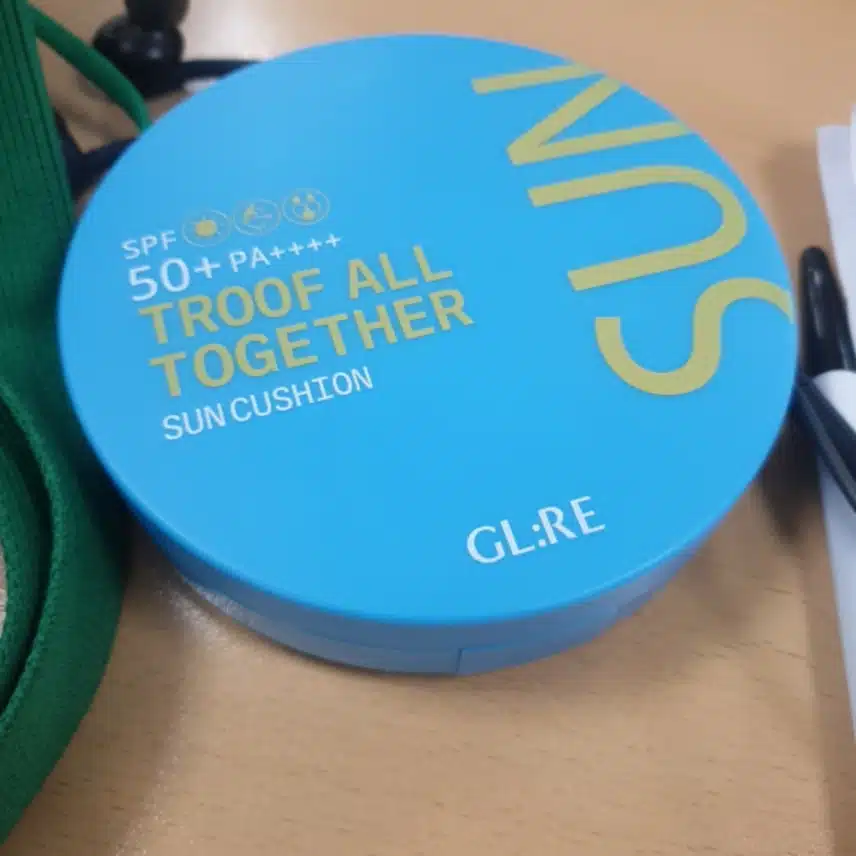 SPF
50+ PA++++
TROOF ALL
TOGETHER
SUN CUSHION
SUN
GL:RE